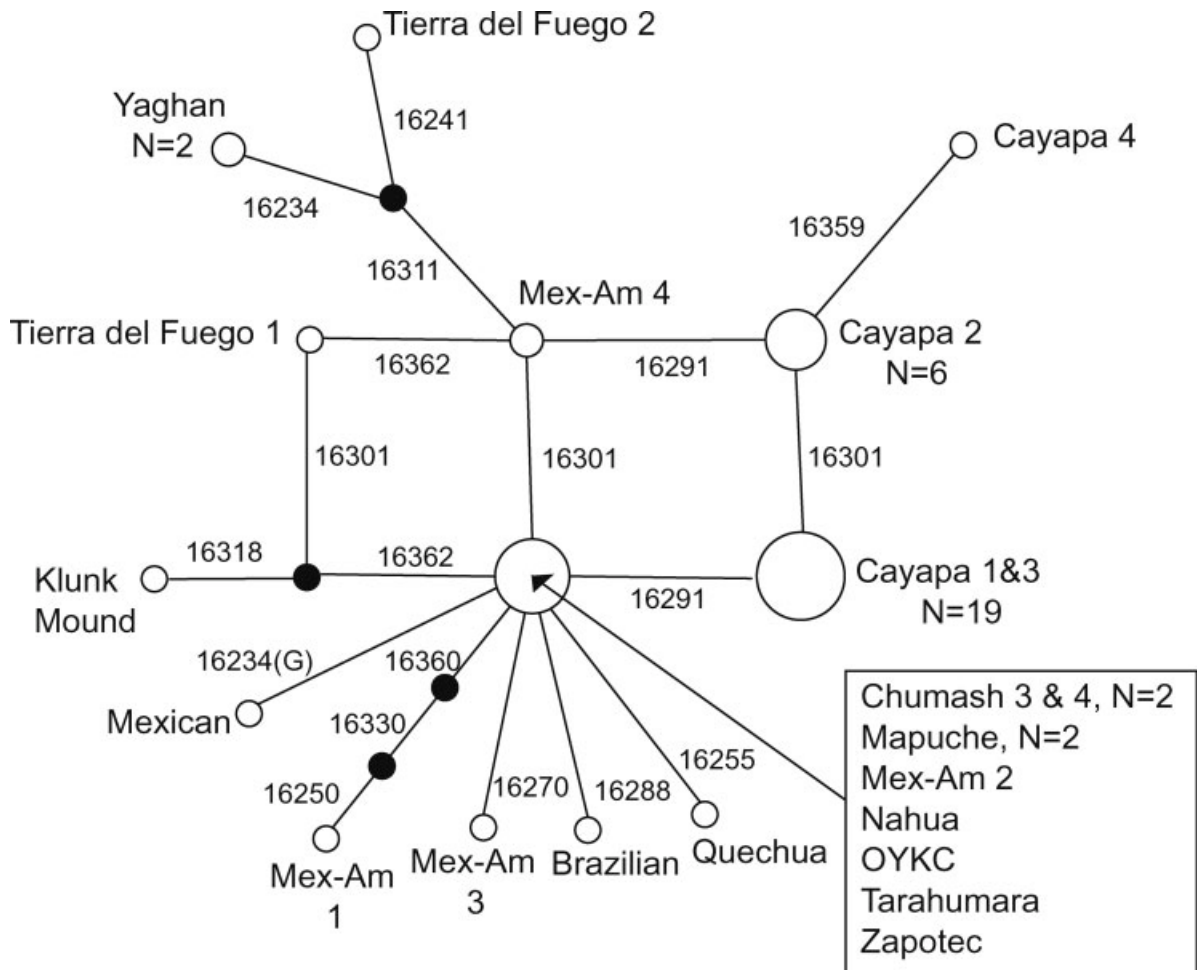 Tierra del Fuego 2
Yaghan
N=2
16241
Cayapa 4
16234
16359
16311
Mex-Am 4
Tierra del Fuego 1
16362
16291
Cayapa 2
N=6
16301
16301
16301
16318
16362
16291
Klunk
Mound
Cayapa 1&3
N=19
16234(G)
16360
Mexican
16330
16250
16270
16288
16255
Mex-Am
1
Mex-Am
3
Brazilian
Quechua
Chumash 3 & 4, N=2
Mapuche, N=2
Mex-Am 2
Nahua
OYKC
Tarahumara
Zapotec